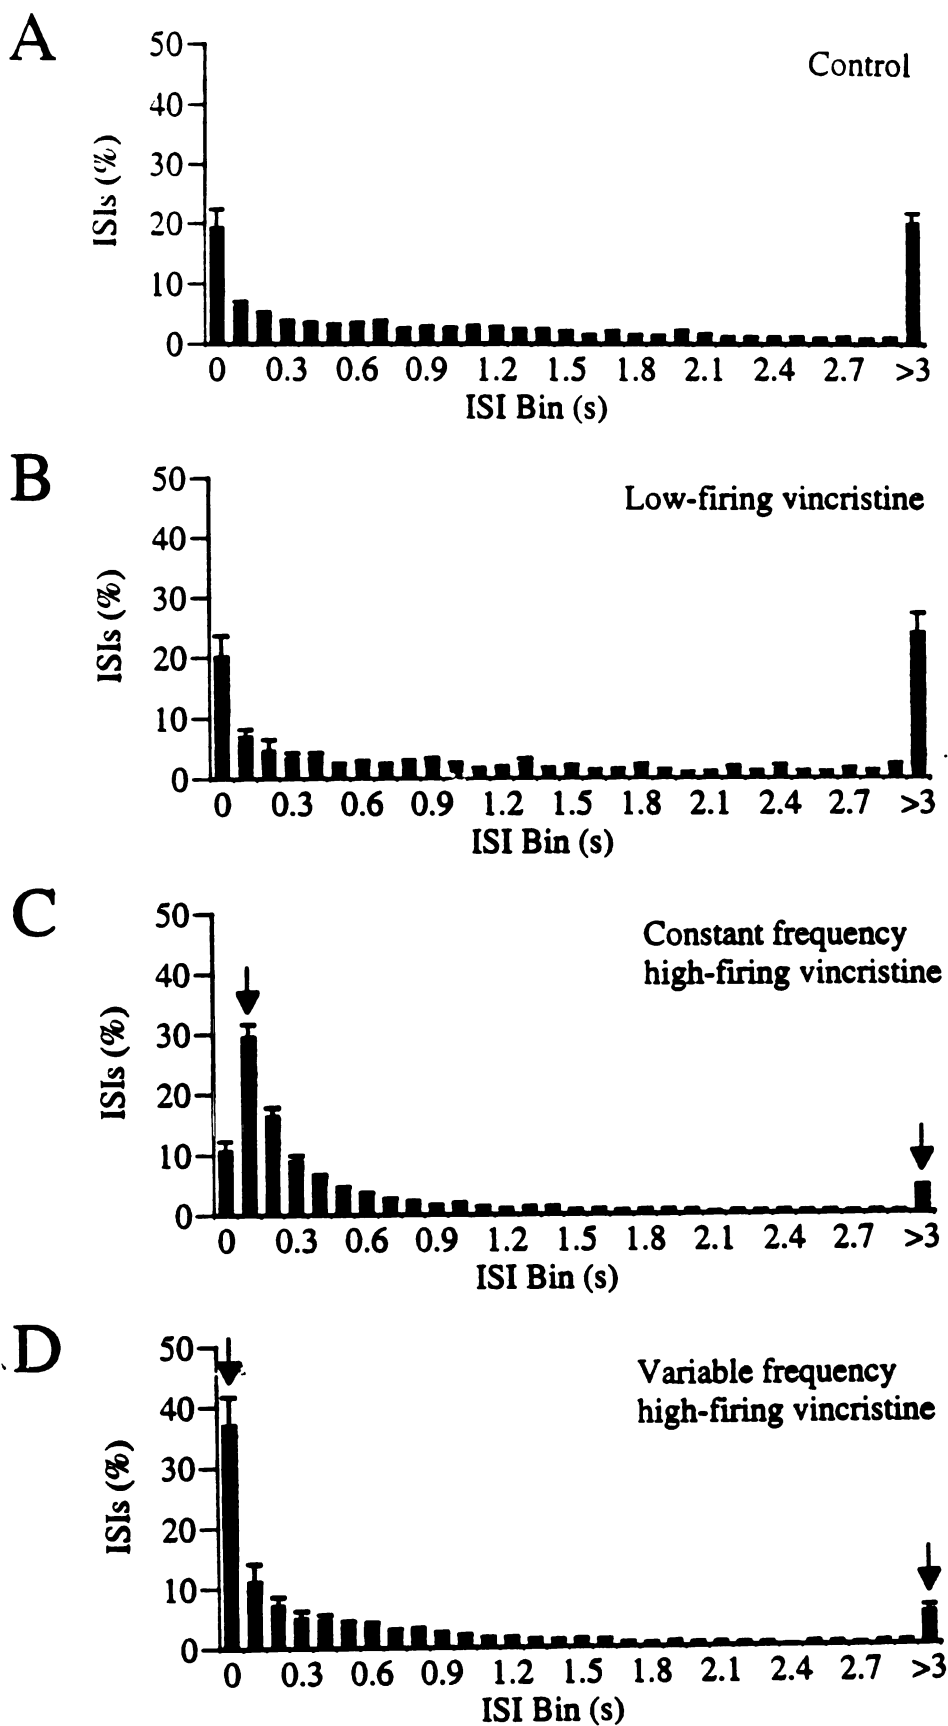 A
Control
50
40
30
20
10
0
ISIs (%)
0 0.3 0.6 0.9 1.2 1.5 1.8 2.1 2.4 2.7 >3
ISI Bin (s)
B
Low-firing vincristine
50
40
30
20
10
0
ISIs (%)
0 0.3 0.6 0.9 1.2 1.5 1.8 2.1 2.4 2.7 >3
ISI Bin (s)
C
Constant frequency
high-firing vincristine
50
40
30
20
10
0
ISIs (%)
0 0.3 0.6 0.9 1.2 1.5 1.8 2.1 2.4 2.7 >3
ISI Bin (s)
D
Variable frequency
high-firing vincristine
50
40
30
20
10
0
ISIs (%)
0 0.3 0.6 0.9 1.2 1.5 1.8 2.1 2.4 2.7 >3
ISI Bin (s)